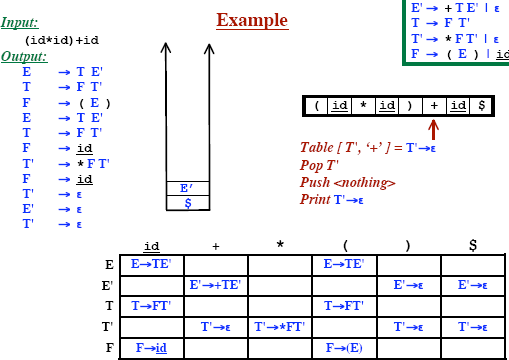 Example
E' → + T E' | ε
T → F T'
T' → * F T' | ε
F → ( E ) | id
Input:
(id*id)+id
Output:
E → T E'
T → F T'
F → ( E )
E → T E'
T → F T'
F → id
T' → * F T'
F → id
T' → ε
E' → ε
T' → ε
E'
$
( id * id ) + id $
Table [ T', ‘+’ ] = T'→ε
Pop T'
Push <nothing>
Print T'→ε
id + * ( ) $
E E→TE' E→TE'
E' E'→+TE' E'→ε E'→ε
T T→FT' T→FT'
T' T'→ε T'→*FT' T'→ε T'→ε
F F→id F→(E)